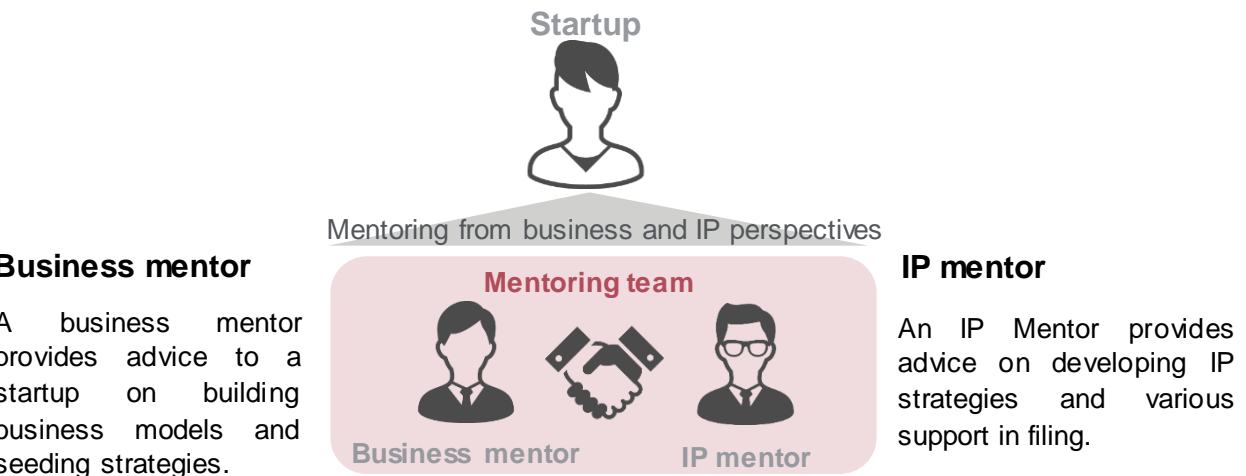 Startup
Mentoring from business and IP perspectives
Business mentor
A business mentor
provides advice to a
startup on building
business models and
seeding strategies.
Mentoring team
Business mentor
IP mentor
IP mentor
An IP Mentor provides
advice on developing IP
strategies and various
support in filing.